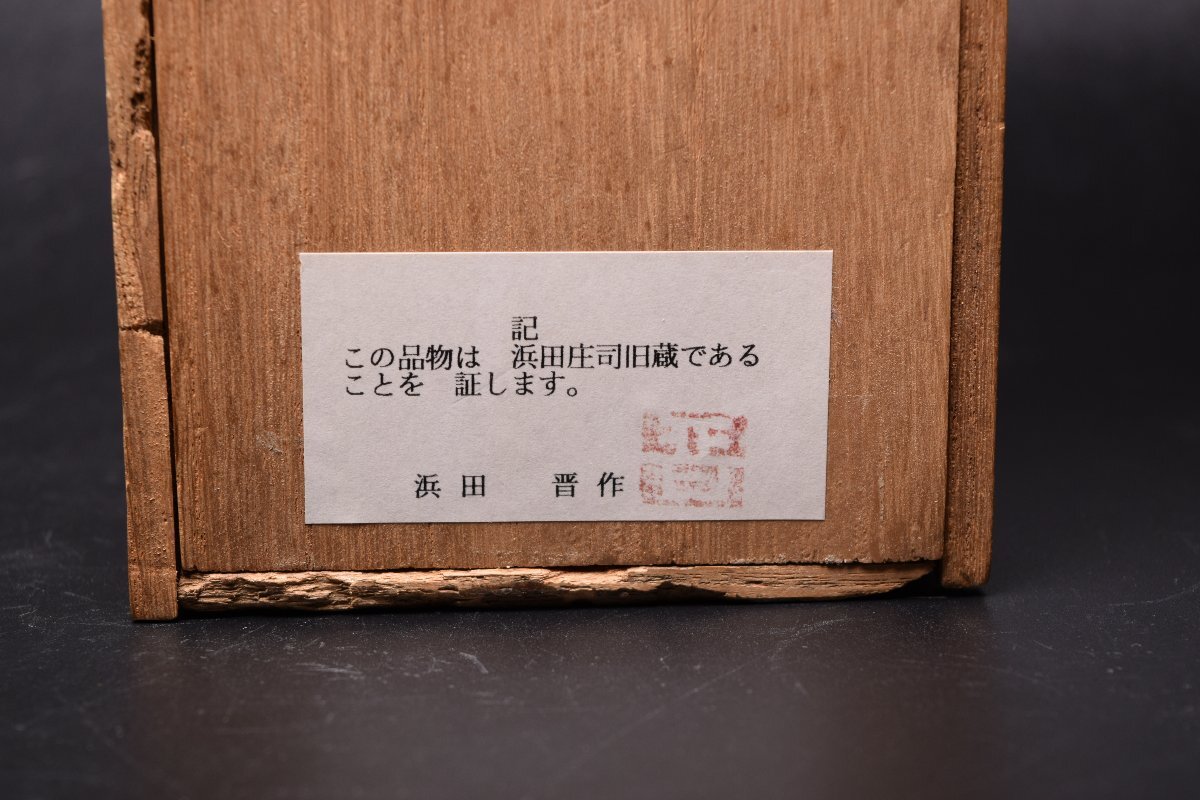 記
この品物は　浜田庄司旧蔵である
ことを　証します。
浜田　晋作